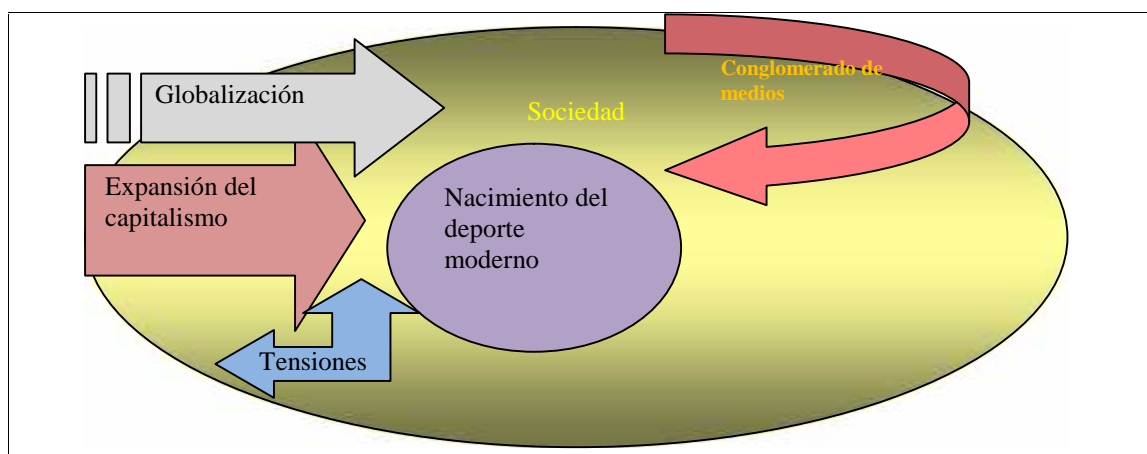 Globalización
Conglomerado de
medios
Sociedad
Expansión del
capitalismo
Nacimiento del
deporte
moderno
Tensiones